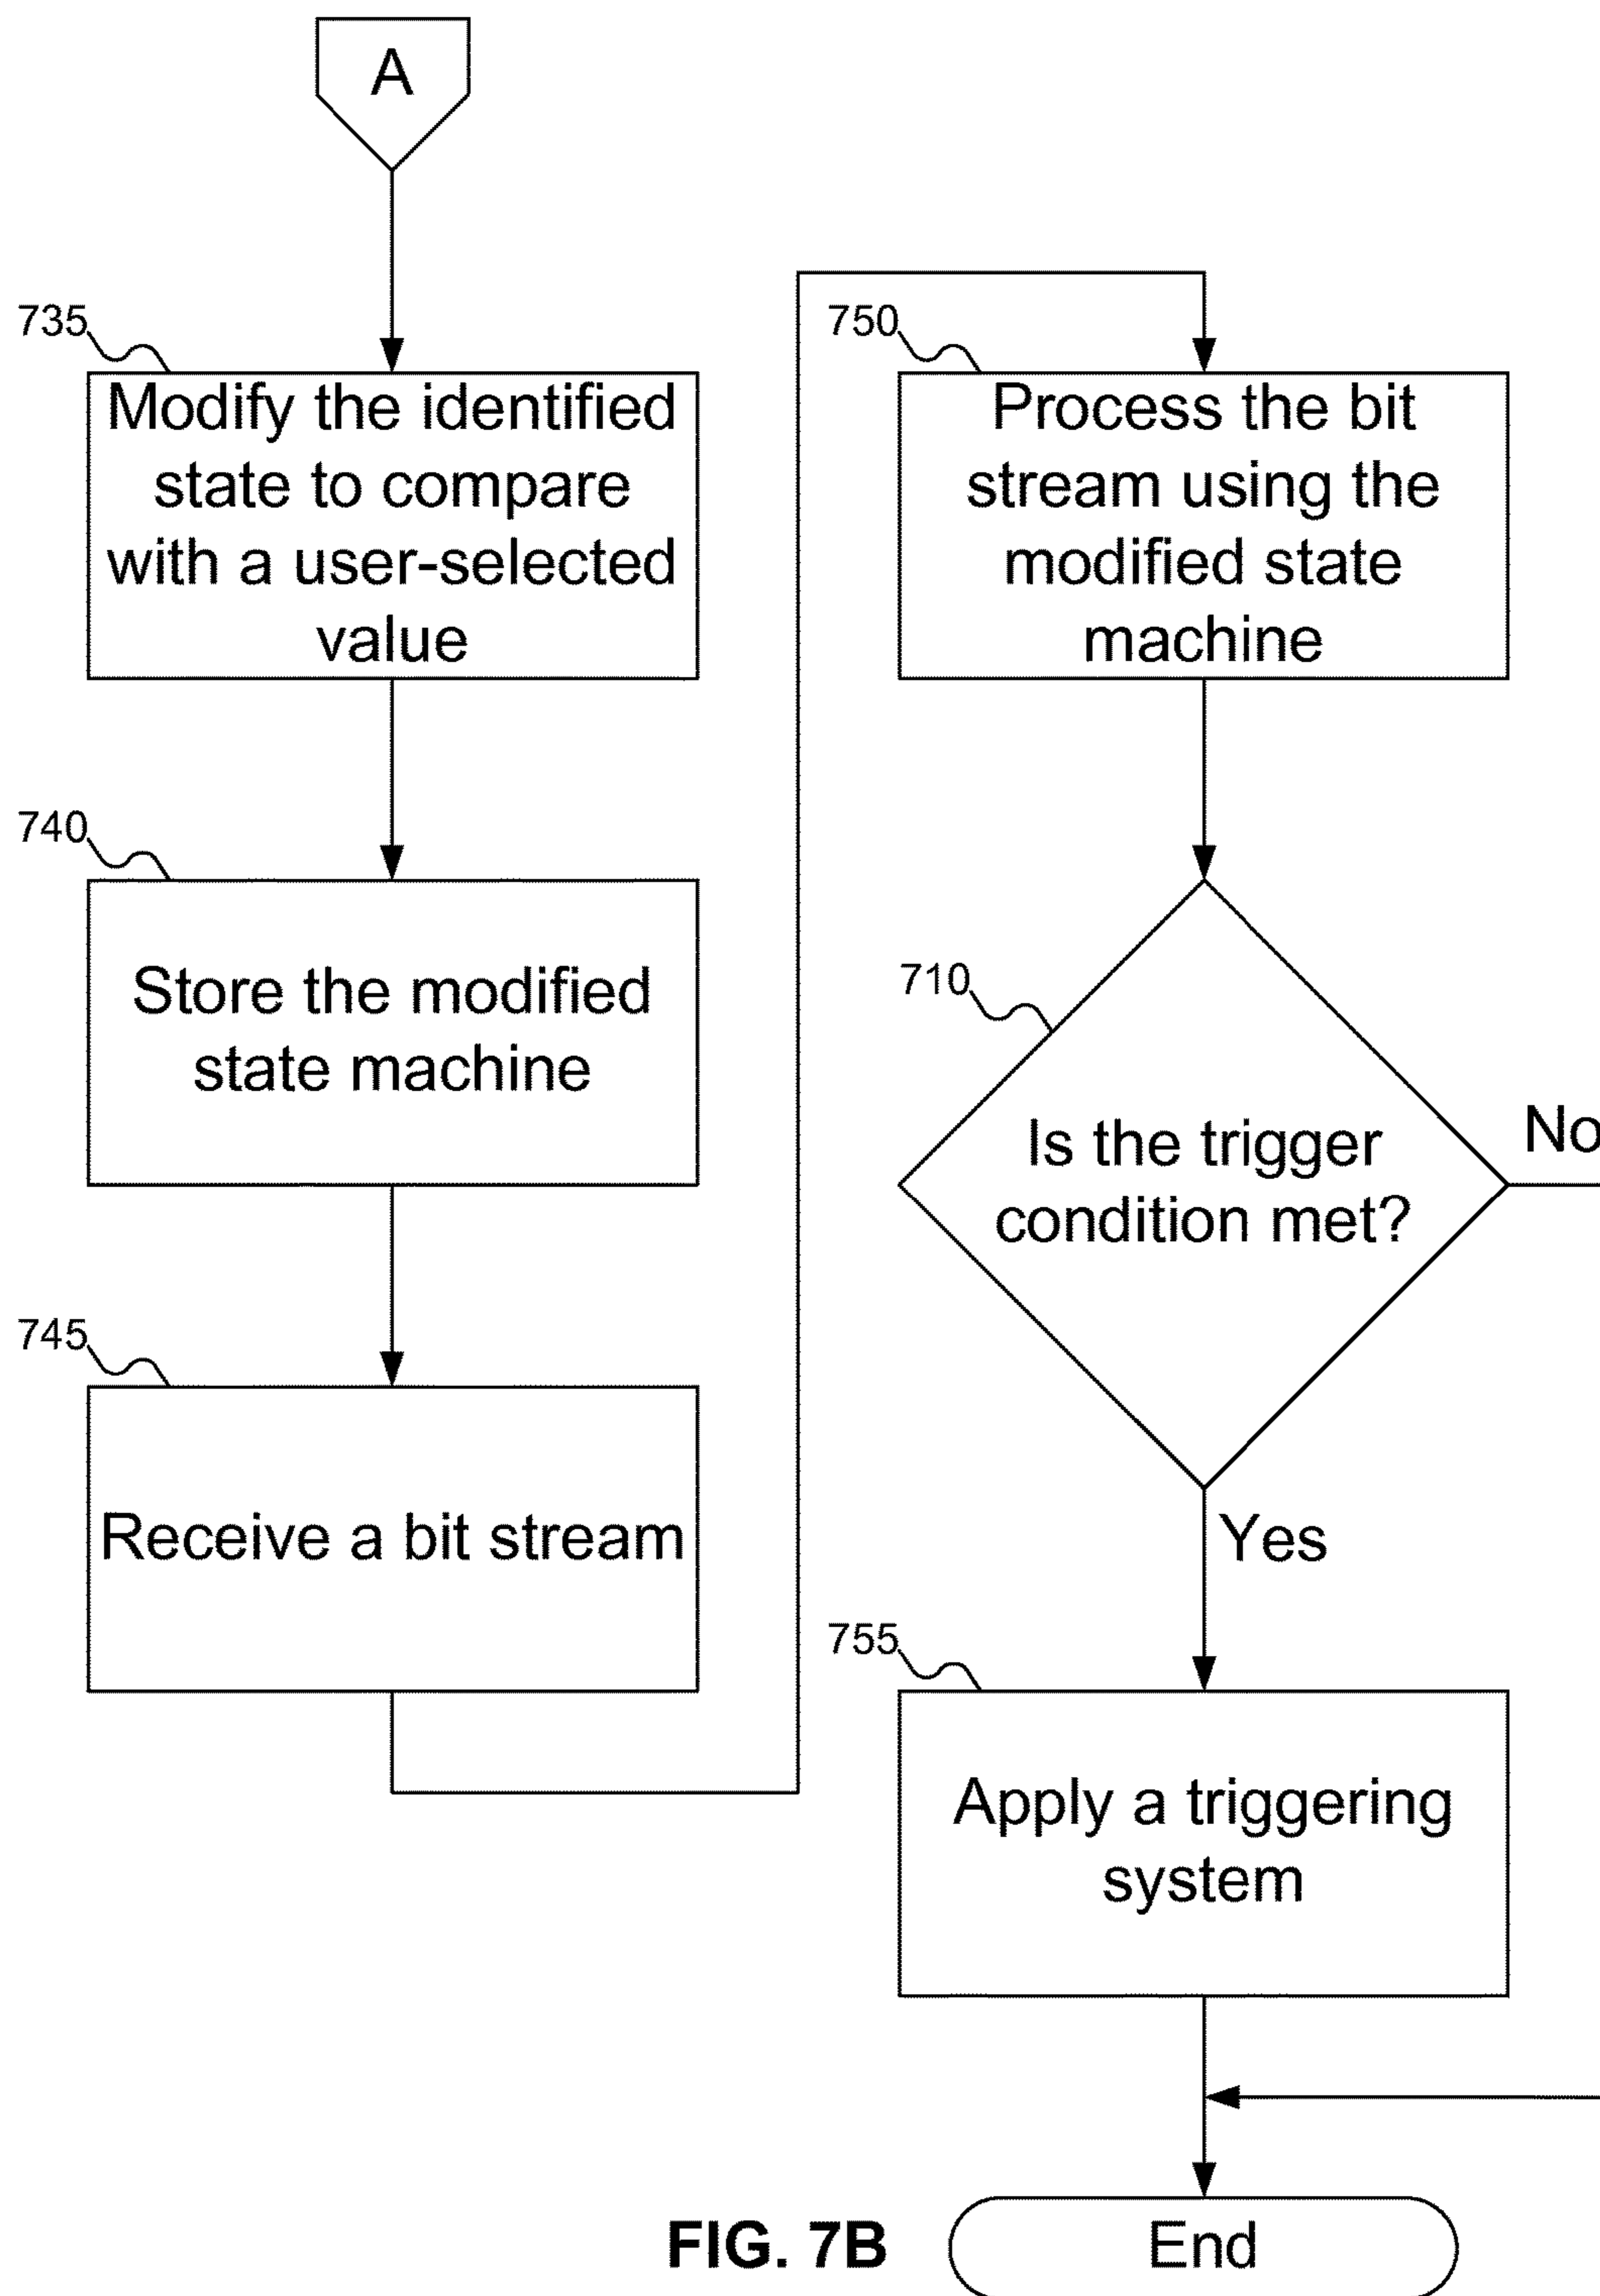 A
735
Modify the identified
state to compare
with a user-selected
value
740
Store the modified
state machine
745
Receive a bit stream
750
Process the bit
stream using the
modified state
machine
710
Is the trigger
condition met?
No
Yes
755
Apply a triggering
system
End
FIG. 7B